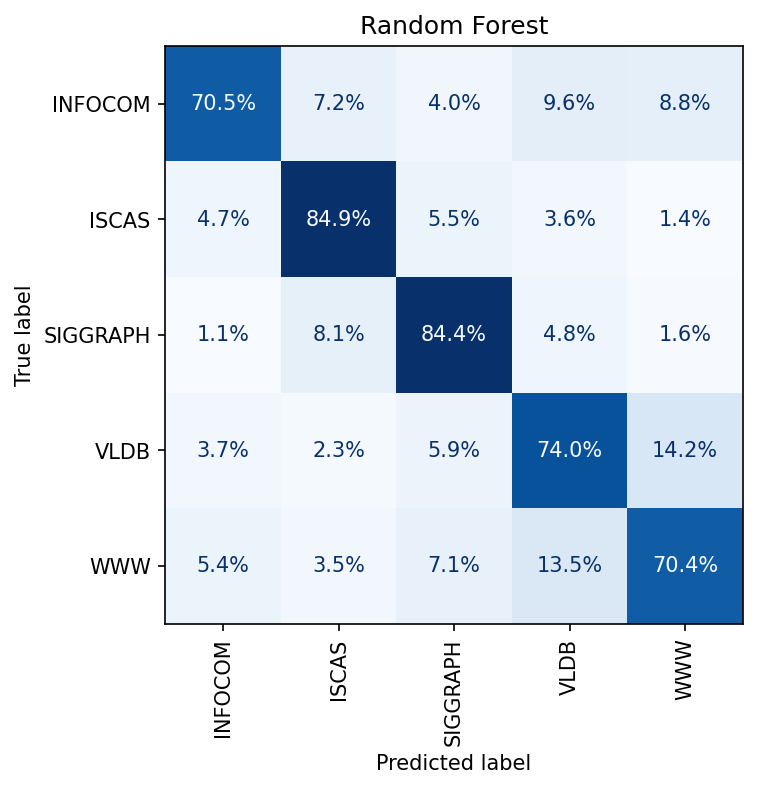 Random Forest
INFOCOM 70.5% 7.2% 4.0% 9.6% 8.8%
ISCAS 4.7% 84.9% 5.5% 3.6% 1.4%
SIGGRAPH 1.1% 8.1% 84.4% 4.8% 1.6%
VLDB 3.7% 2.3% 5.9% 74.0% 14.2%
WWW 5.4% 3.5% 7.1% 13.5% 70.4%
True label
INFOCOM ISCAS SIGGRAPH VLDB WWW
Predicted label